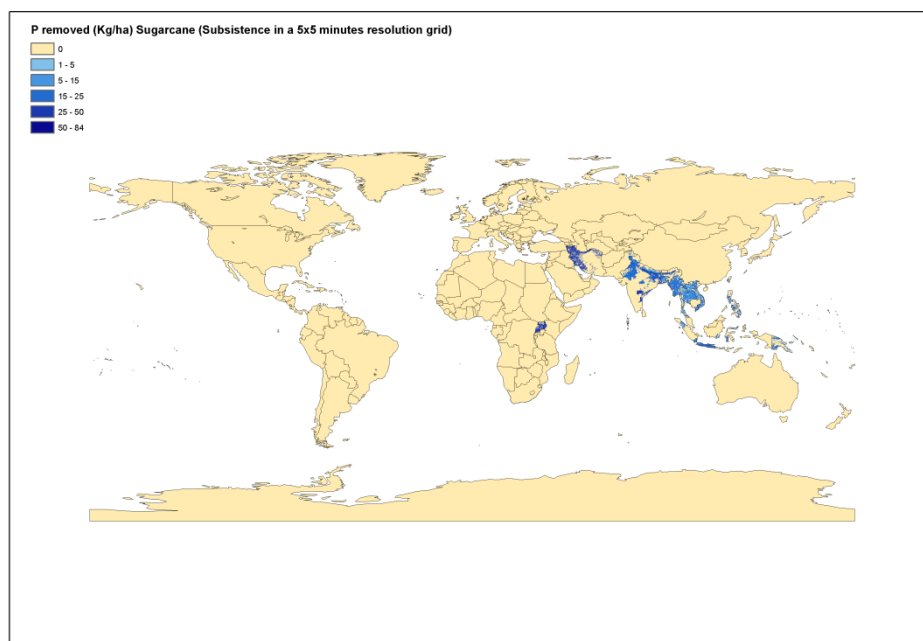 P removed (Kg/ha) Sugarcane (Subsistence in a 5x5 minutes resolution grid)
0
1 - 5
5 - 15
15 - 25
25 - 50
50 - 84